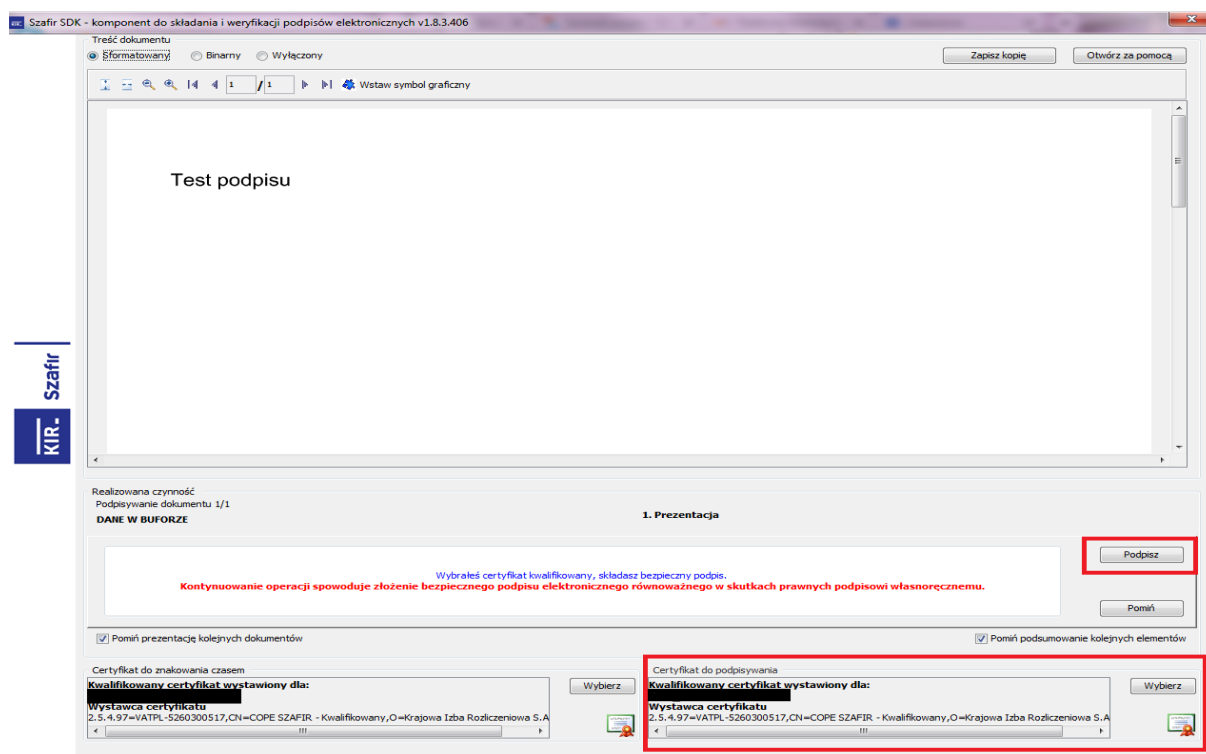 KIR. Szafir SDK - komponent do składania i weryfikacji podpisów elektronicznych v1.8.3.406
Treść dokumentu
Sformatowany Binarny Wyłączony Zapisz kopię Otwórz za pomocą
1 / 1 Wstaw symbol graficzny
Test podpisu
KIR. Szafir
Realizowana czynność
Podpisywanie dokumentu 1/1
DANE W BUFORZE
1. Prezentacja
Podpisz
Wybrałeś certyfikat kwalifikowany, składasz bezpieczny podpis.
Kontynuowanie operacji spowoduje złożenie bezpiecznego podpisu elektronicznego równoważnego w skutkach prawnych podpisowi własnoręcznemu.
Pomiń
Pomiń prezentację kolejnych dokumentów Pomiń podsumowanie kolejnych elementów
Certyfikat do znakowania czasem
Kwalifikowany certyfikat wystawiony dla: Wybierz
Wystawca certyfikatu
2.5.4.97=VATPL-5260300517,CN=COPE SZAFIR - Kwalifikowany,O=Krajowa Izba Rozliczeniowa S.A
Certyfikat do podpisywania
Kwalifikowany certyfikat wystawiony dla: Wybierz
Wystawca certyfikatu
2.5.4.97=VATPL-5260300517,CN=COPE SZAFIR - Kwalifikowany,O=Krajowa Izba Rozliczeniowa S.A